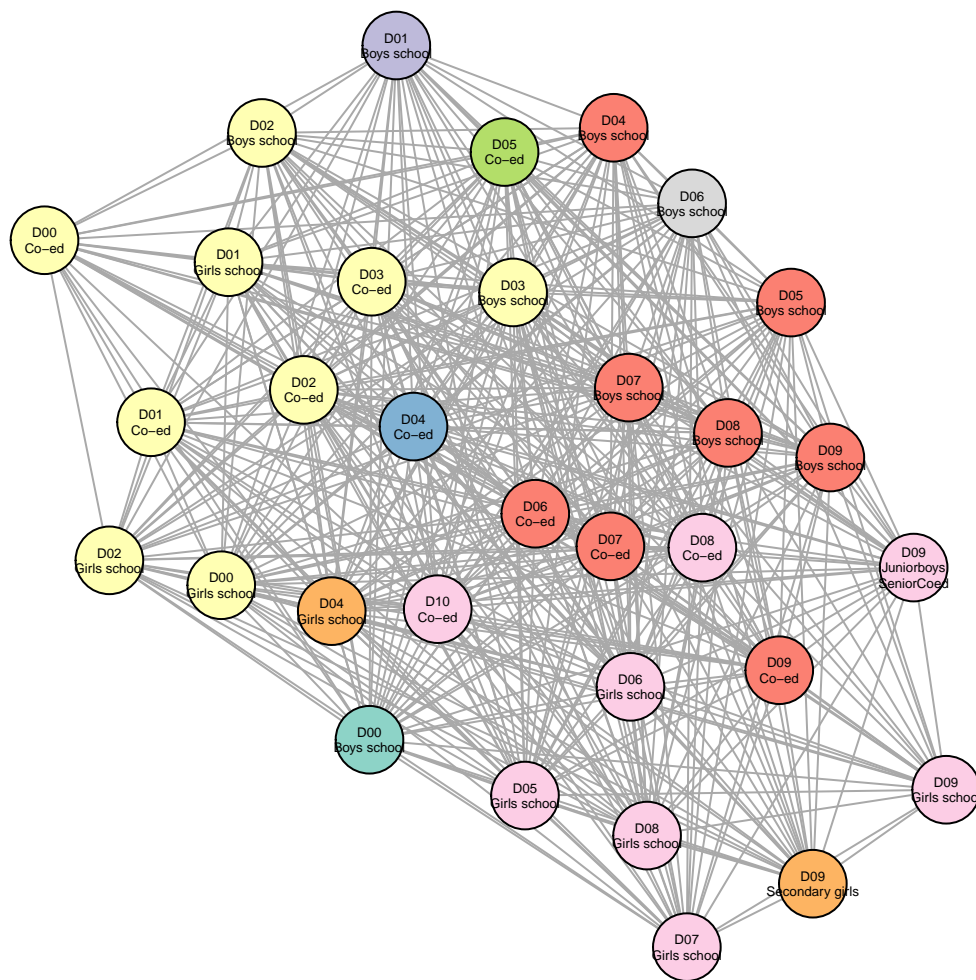 D01
Boys school
D02
Boys school
D05
Co−ed
D04
Boys school
D06
Boys school
D00
Co−ed
D01
Girls school
D03
Co−ed
D03
Boys school
D05
Boys school
D02
Co−ed
D07
Boys school
D01
Co−ed
D04
Co−ed
D08
Boys school
D09
Boys school
D06
Co−ed
D07
Co−ed
D08
Co−ed
D02
Girls school
D09
Juniorboys
SeniorCoed
D00
Girls school
D04
Girls school
D10
Co−ed
D06
Girls school
D09
Co−ed
D00
Boys school
D05
Girls school
D09
Girls school
D08
Girls school
D09
Secondary girls
D07
Girls school